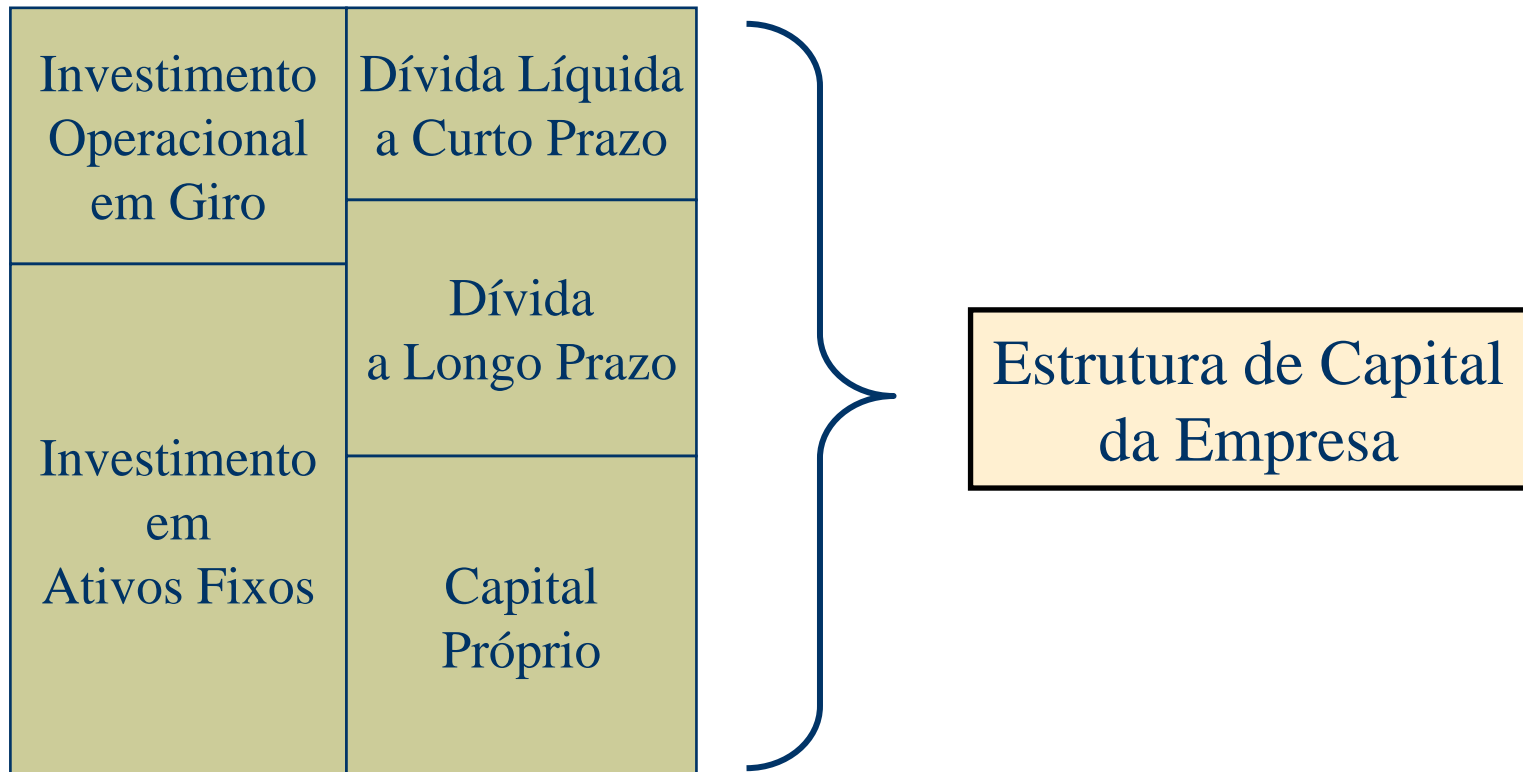 Investimento
Operacional
em Giro
Dívida Líquida
a Curto Prazo
Dívida
a Longo Prazo
Investimento
em
Ativos Fixos
Capital
Próprio
Estrutura de Capital
da Empresa